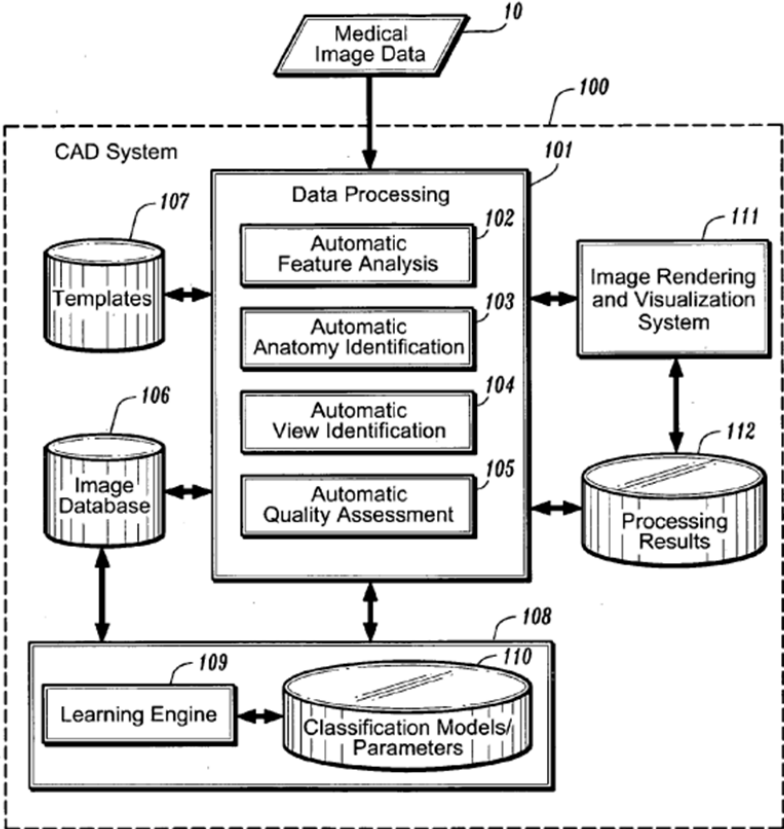 Medical
Image Data
10
100
CAD System
101
Data Processing
107
Templates
102
Automatic
Feature Analysis
103
Automatic
Anatomy Identification
104
Automatic
View Identification
105
Automatic
Quality Assessment
111
Image Rendering
and Visualization
System
106
Image
Database
112
Processing
Results
108
109
Learning Engine
110
Classification Models/
Parameters